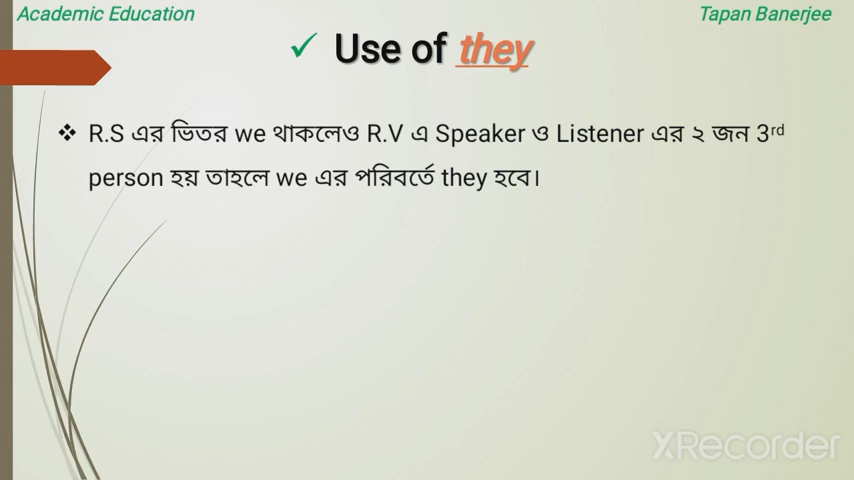 Academic Education
Tapan Banerjee
✓ Use of they
❖ R.S এর ভিতর we থাকলেও R.V এ Speaker ও Listener এর ২ জন 3rd
person হয় তাহলে we এর পরিবর্তে they হবে।
XRecorder